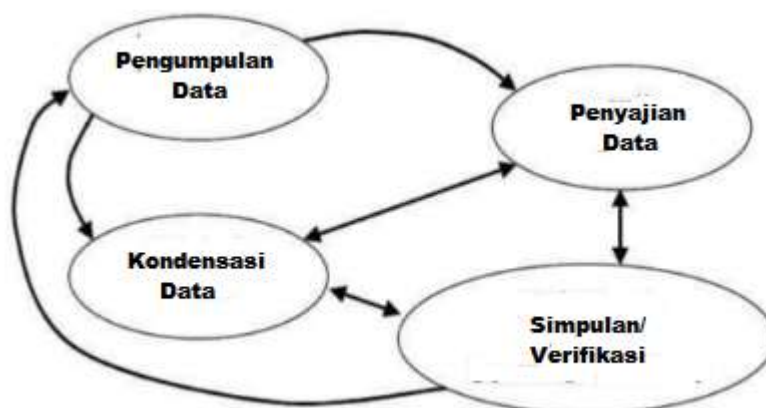 Pengumpulan
Data
Penyajian
Data
Kondensasi
Data
Simpulan/
Verifikasi